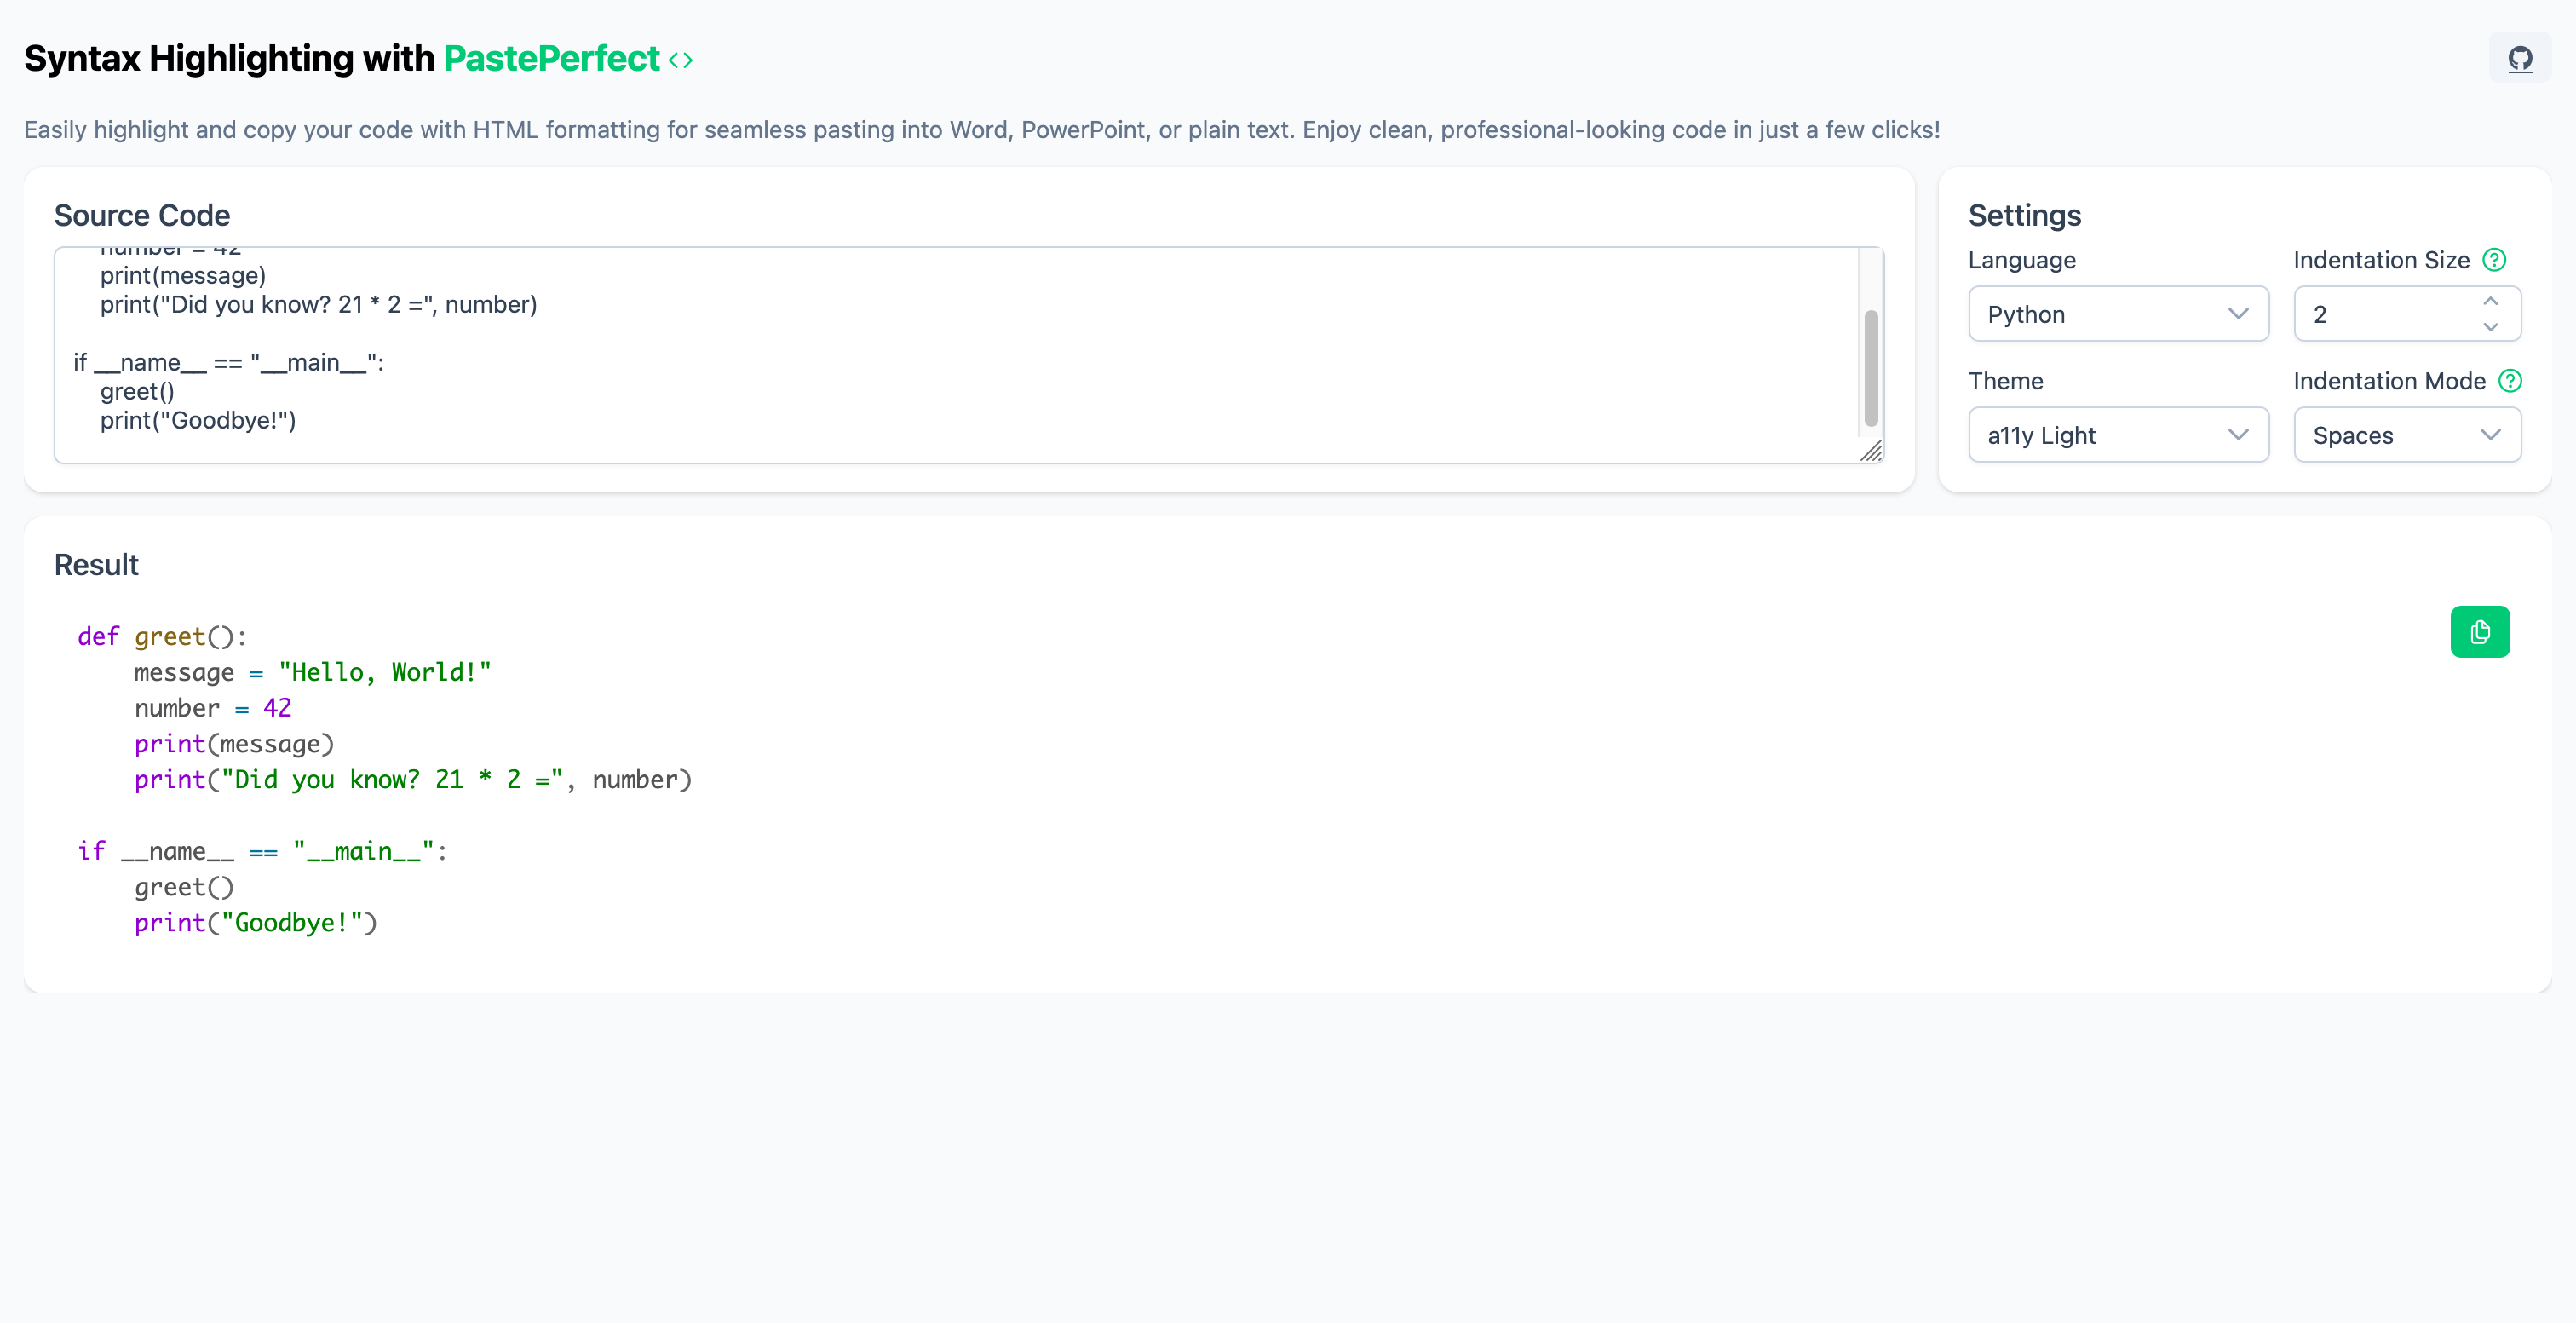 Syntax Highlighting with PastePerfect <>
Easily highlight and copy your code with HTML formatting for seamless pasting into Word, PowerPoint, or plain text. Enjoy clean, professional-looking code in just a few clicks!
Source Code
number = 42
print(message)
print("Did you know? 21 * 2 =", number)
if __name__ == "__main__":
greet()
print("Goodbye!")
Settings
Language
Python
Indentation Size ?
2
Theme
a11y Light
Indentation Mode ?
Spaces
Result
def greet():
message = "Hello, World!"
number = 42
print(message)
print("Did you know? 21 * 2 =", number)
if __name__ == "__main__":
greet()
print("Goodbye!")